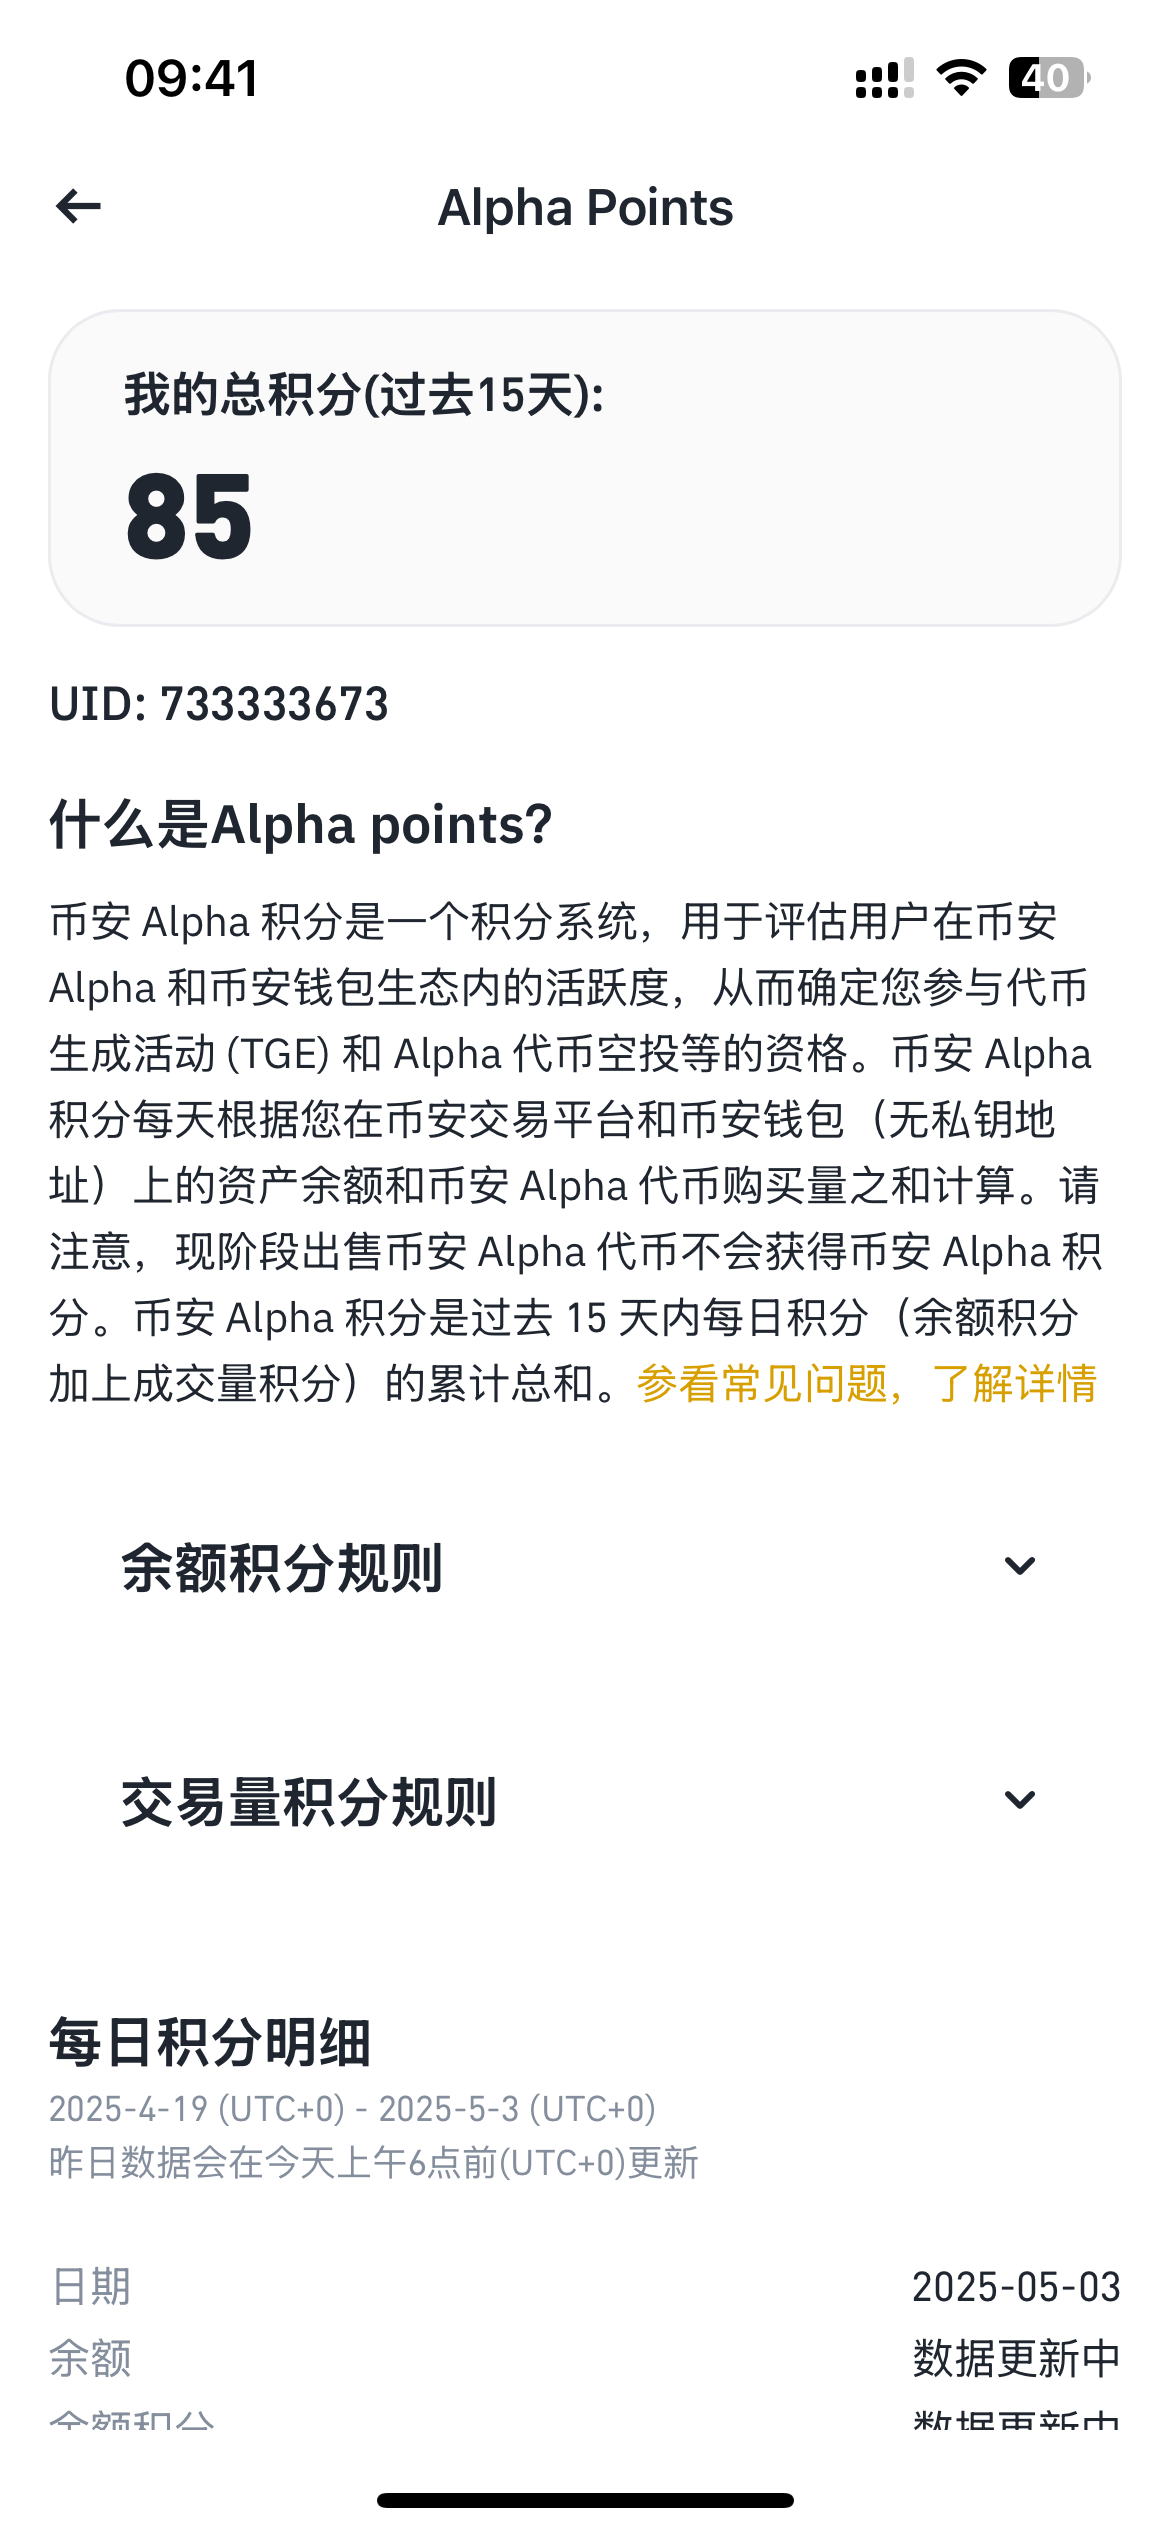 09:41
40
Alpha Points
我的总积分(过去15天):
85
UID: 733333673
什么是Alpha points?
币安 Alpha 积分是一个积分系统，用于评估用户在币安
Alpha 和币安钱包生态内的活跃度，从而确定您参与代币
生成活动 (TGE) 和 Alpha 代币空投等的资格。币安 Alpha
积分每天根据您在币安交易平台和币安钱包（无私钥地
址）上的资产余额和币安 Alpha 代币购买量之和计算。请
注意，现阶段出售币安 Alpha 代币不会获得币安 Alpha 积
分。币安 Alpha 积分是过去 15 天内每日积分（余额积分
加上成交量积分）的累计总和。参看常见问题，了解详情
余额积分规则
交易量积分规则
每日积分明细
2025-4-19 (UTC+0) - 2025-5-3 (UTC+0)
昨日数据会在今天上午6点前(UTC+0)更新
日期 2025-05-03
余额 数据更新中
余额积分 数据更新中